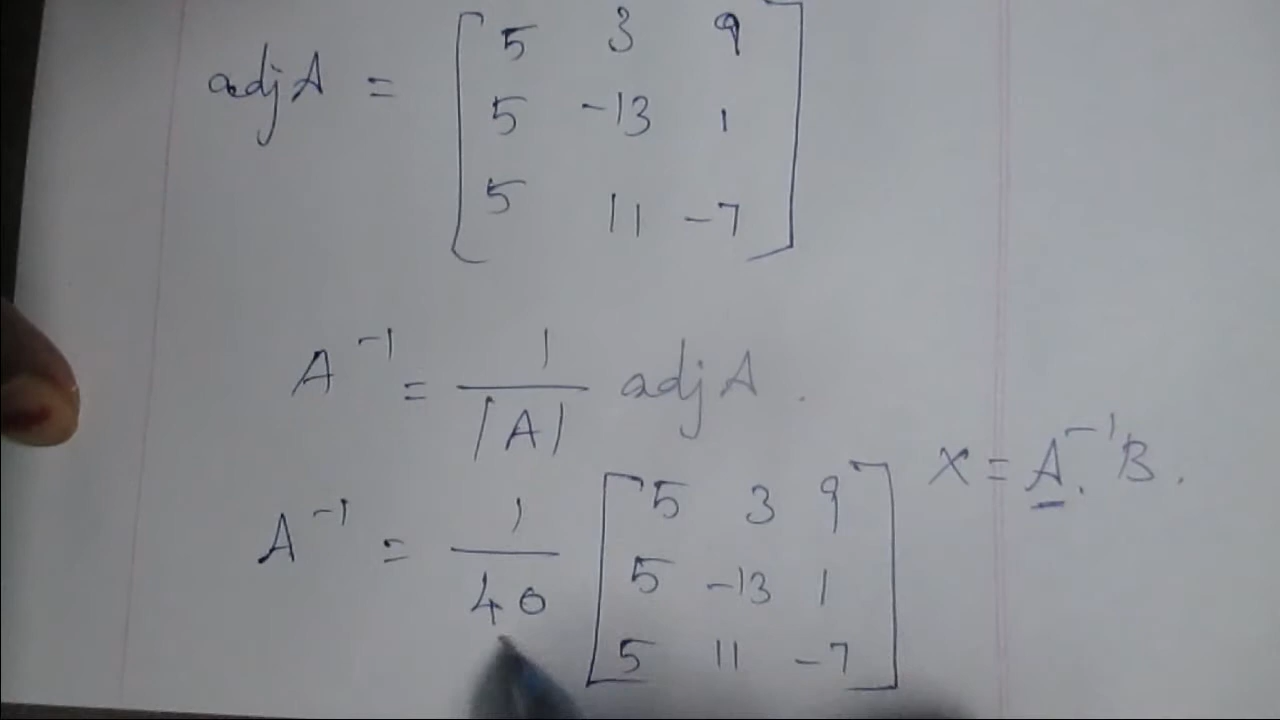 adj A = [ 5 3 9
5 -13 1
5 11 -7 ]
A⁻¹ = 1 / |A| adj A .
X = A⁻¹ . B .
A⁻¹ = 1 / 40 [ 5 3 9
5 -13 1
5 11 -7 ]